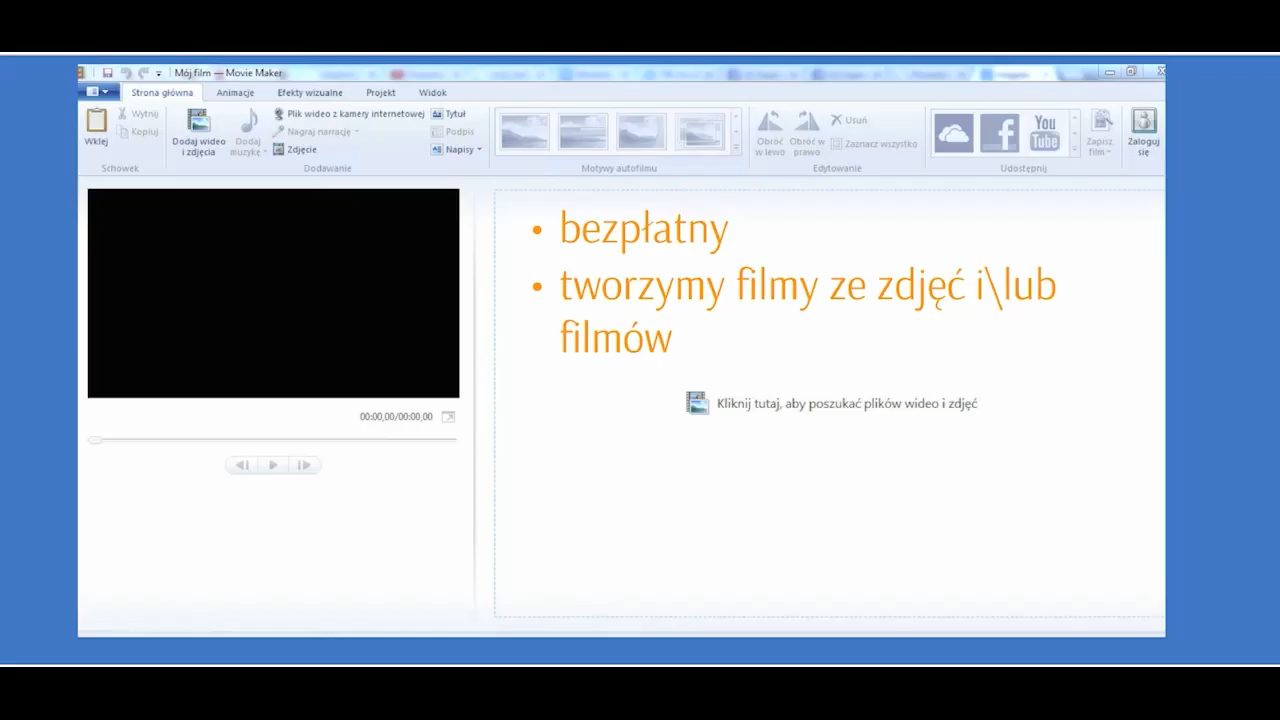 Mój film — Movie Maker
Strona główna Animacje Efekty wizualne Projekt Widok
Wklej
Wytnij
Kopiuj
Schowek
Dodaj wideo
i zdjęcia
Dodaj
muzykę
Plik wideo z kamery internetowej
Nagraj narrację
Zdjęcie
Tytuł
Podpis
Napisy
Dodawanie
Motywy autofilmu
Obróć
w lewo
Obróć w
prawo
Usuń
Zaznacz wszystko
Edytowanie
f
You
Tube
Udostępnij
Zapisz
film
Zaloguj
się
00:00,00/00:00,00
• bezpłatny
• tworzymy filmy ze zdjęć i\lub
filmów
Kliknij tutaj, aby poszukać plików wideo i zdjęć